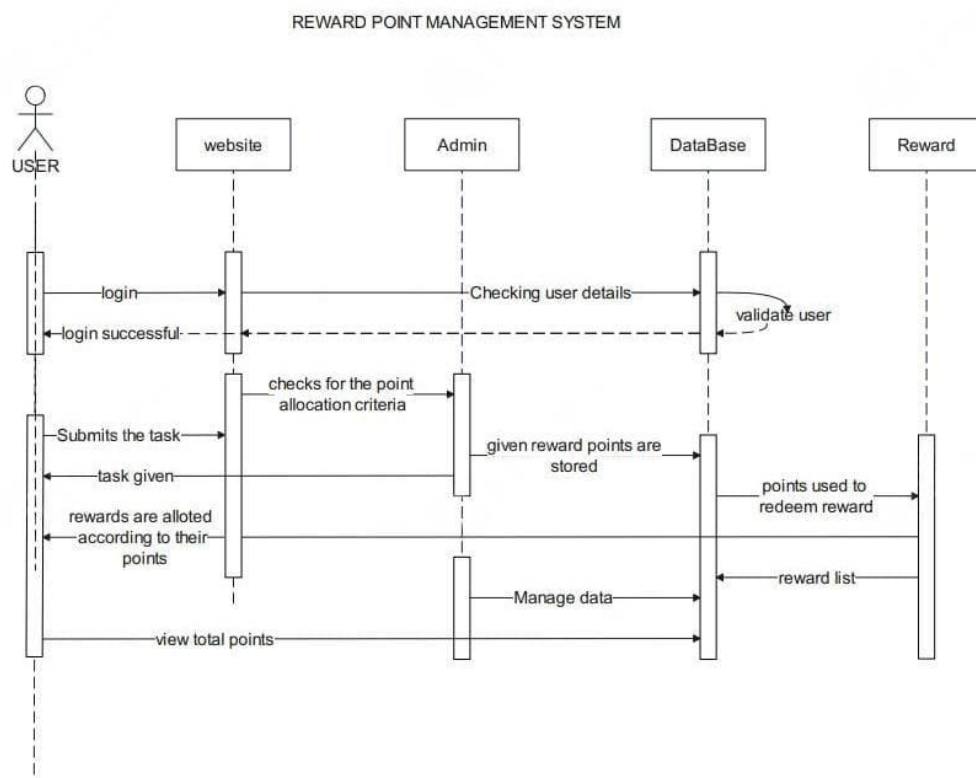 REWARD POINT MANAGEMENT SYSTEM
USER
website
Admin
DataBase
Reward
login
Checking user details
validate user
login successful
checks for the point
allocation criteria
Submits the task
given reward points are
stored
task given
points used to
redeem reward
rewards are alloted
according to their
points
reward list
Manage data
view total points